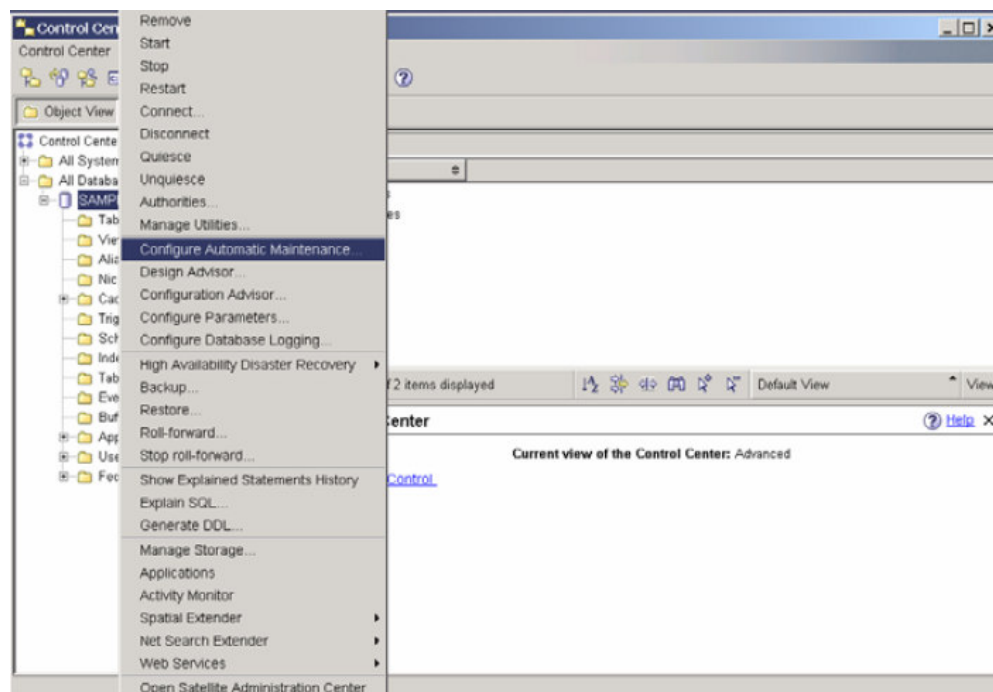 Control Cen
Control Center
Object View
Control Cente
All System
All Databa
SAMP
Tab
Vie
Alia
Nic
Cac
Trig
Sch
Inde
Tab
Eve
Buf
App
Use
Fec
Remove
Start
Stop
Restart
Connect...
Disconnect
Quiesce
Unquiesce
Authorities...
Manage Utilities...
Configure Automatic Maintenance...
Design Advisor...
Configuration Advisor...
Configure Parameters...
Configure Database Logging...
High Availability Disaster Recovery
Backup...
Restore...
Roll-forward...
Stop roll-forward...
Show Explained Statements History
Explain SQL...
Generate DDL...
Manage Storage...
Applications
Activity Monitor
Spatial Extender
Net Search Extender
Web Services
Open Satellite Administration Center
es
f 2 items displayed
Default View
View
Center
Help
Current view of the Control Center: Advanced
Control